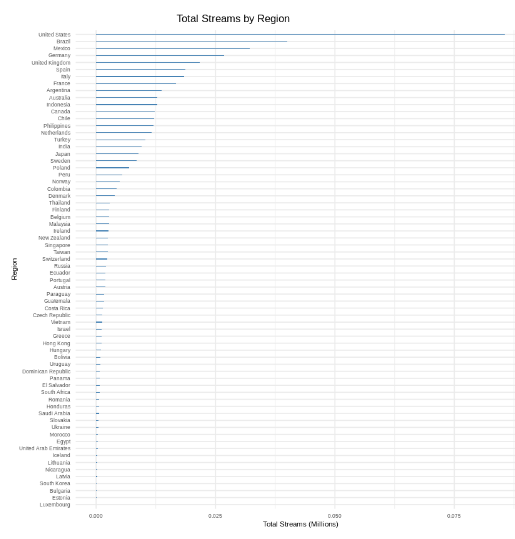 Total Streams by Region
United States
Brazil
Mexico
Germany
United Kingdom
Spain
Italy
France
Argentina
Australia
Indonesia
Canada
Chile
Philippines
Netherlands
Turkey
India
Japan
Sweden
Poland
Peru
Norway
Colombia
Denmark
Thailand
Finland
Belgium
Malaysia
Ireland
New Zealand
Singapore
Taiwan
Switzerland
Russia
Ecuador
Portugal
Austria
Paraguay
Guatemala
Costa Rica
Czech Republic
Vietnam
Israel
Greece
Hong Kong
Hungary
Bolivia
Uruguay
Dominican Republic
Panama
El Salvador
South Africa
Romania
Honduras
Saudi Arabia
Slovakia
Ukraine
Morocco
Egypt
United Arab Emirates
Iceland
Lithuania
Nicaragua
Latvia
South Korea
Bulgaria
Estonia
Luxembourg
Region
0.000 0.025 0.050 0.075
Total Streams (Millions)